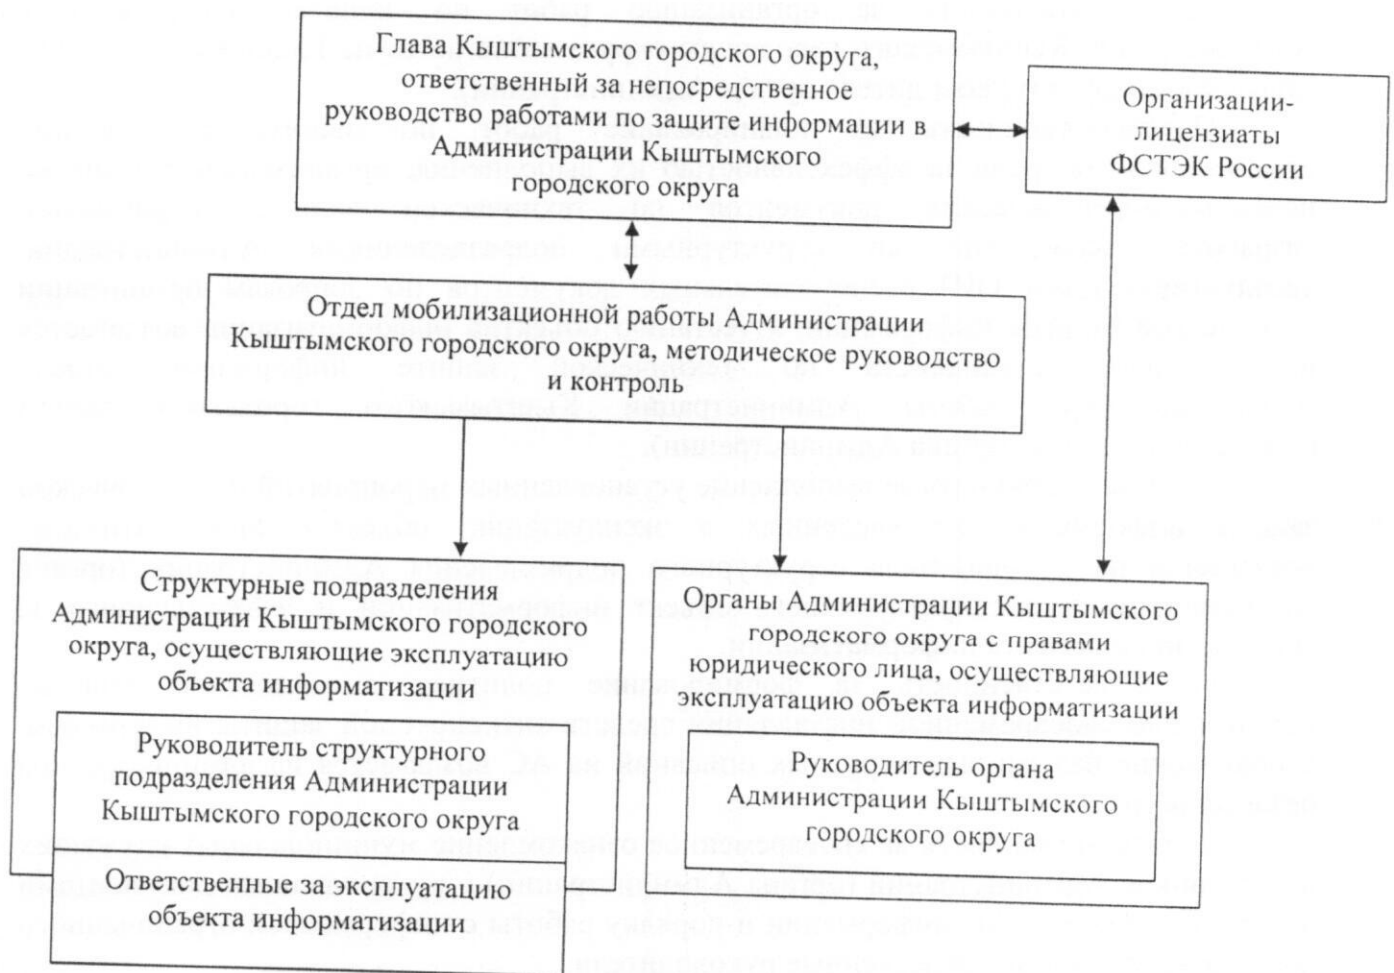 Глава Кыштымского городского округа,
ответственный за непосредственное
руководство работами по защите информации в
Администрации Кыштымского
городского округа
Организации-
лицензиаты
ФСТЭК России
Отдел мобилизационной работы Администрации
Кыштымского городского округа, методическое руководство
и контроль
Структурные подразделения
Администрации Кыштымского городского
округа, осуществляющие эксплуатацию
объекта информатизации
Руководитель структурного
подразделения Администрации
Кыштымского городского округа
Ответственные за эксплуатацию
объекта информатизации
Органы Администрации Кыштымского
городского округа с правами
юридического лица, осуществляющие
эксплуатацию объекта информатизации
Руководитель органа
Администрации Кыштымского
городского округа